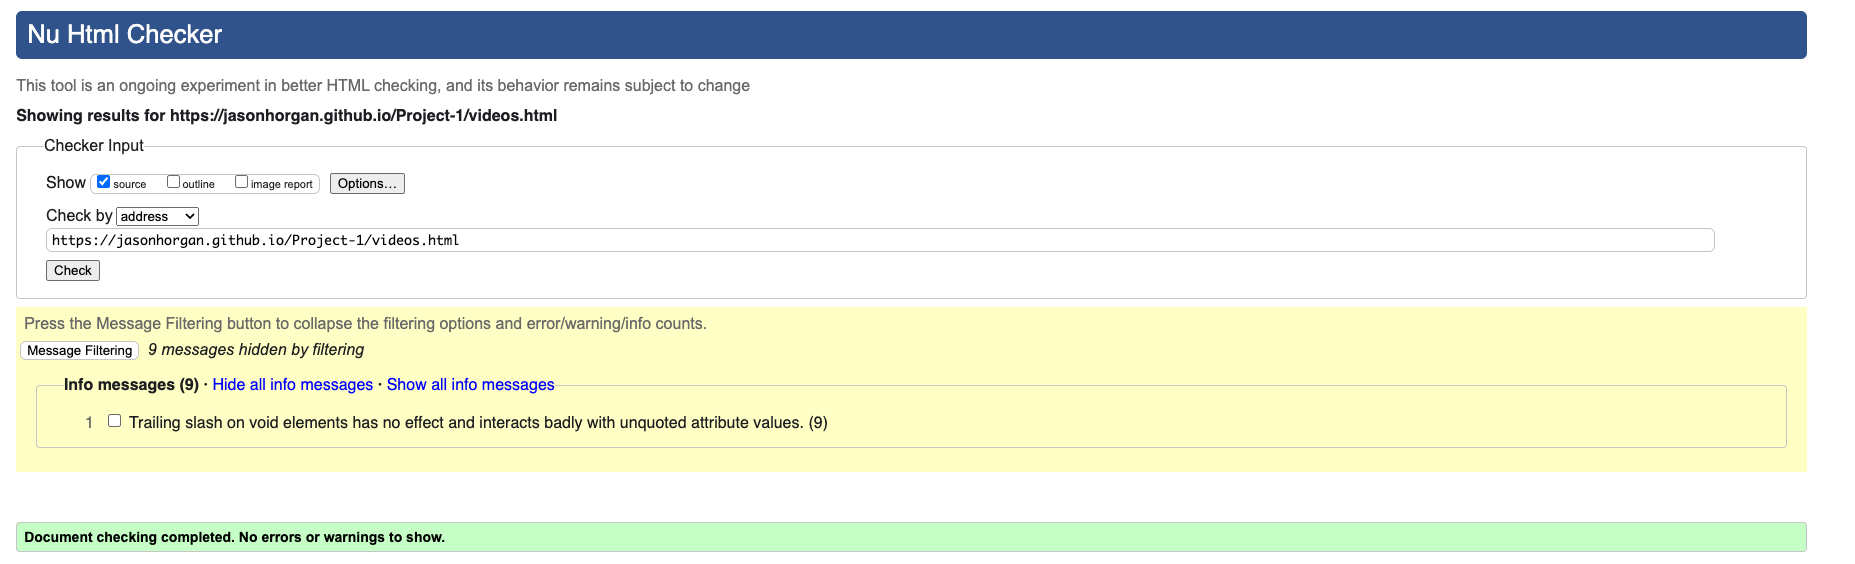 Nu Html Checker
This tool is an ongoing experiment in better HTML checking, and its behavior remains subject to change
Showing results for https://jasonhorgan.github.io/Project-1/videos.html
Checker Input
Show source outline image report Options...
Check by address
https://jasonhorgan.github.io/Project-1/videos.html
Check
Press the Message Filtering button to collapse the filtering options and error/warning/info counts.
Message Filtering 9 messages hidden by filtering
Info messages (9) · Hide all info messages · Show all info messages
1 Trailing slash on void elements has no effect and interacts badly with unquoted attribute values. (9)
Document checking completed. No errors or warnings to show.